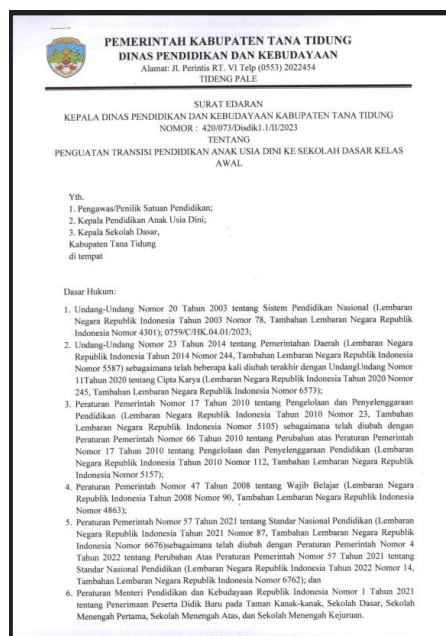 PEMERINTAH KABUPATEN TANA TIDUNG
DINAS PENDIDIKAN DAN KEBUDAYAAN
Alamat: Jl. Perintis RT. VI Telp (0553) 2022454
TIDENG PALE
SURAT EDARAN
KEPALA DINAS PENDIDIKAN DAN KEBUDAYAAN KABUPATEN TANA TIDUNG
NOMOR : 420/073/Disdik1.1/II/2023
TENTANG
PENGUATAN TRANSISI PENDIDIKAN ANAK USIA DINI KE SEKOLAH DASAR KELAS
AWAL
Yth.
1. Pengawas/Penilik Satuan Pendidikan;
2. Kepala Pendidikan Anak Usia Dini;
3. Kepala Sekolah Dasar,
Kabupaten Tana Tidung
di tempat
Dasar Hukum:
1. Undang-Undang Nomor 20 Tahun 2003 tentang Sistem Pendidikan Nasional (Lembaran
Negara Republik Indonesia Tahun 2003 Nomor 78, Tambahan Lembaran Negara Republik
Indonesia Nomor 4301); 0759/C/HK.04.01/2023;
2. Undang-Undang Nomor 23 Tahun 2014 tentang Pemerintahan Daerah (Lembaran Negara
Republik Indonesia Tahun 2014 Nomor 244, Tambahan Lembaran Negara Republik Indonesia
Nomor 5587) sebagaimana telah beberapa kali diubah terakhir dengan UndangUndang Nomor
11Tahun 2020 tentang Cipta Karya (Lembaran Negara Republik Indonesia Tahun 2020 Nomor
245, Tambahan Lembaran Negara Republik Indonesia Nomor 6573);
3. Peraturan Pemerintah Nomor 17 Tahun 2010 tentang Pengelolaan dan Penyelenggaraan
Pendidikan (Lembaran Negara Republik Indonesia Tahun 2010 Nomor 23, Tambahan
Lembaran Negara Republik Indonesia Nomor 5105) sebagaimana telah diubah dengan
Peraturan Pemerintah Nomor 66 Tahun 2010 tentang Perubahan atas Peraturan Pemerintah
Nomor 17 Tahun 2010 tentang Pengelolaan dan Penyelenggaraan Pendidikan (Lembaran
Negara Republik Indonesia Tahun 2010 Nomor 112, Tambahan Lembaran Negara Republik
Indonesia Nomor 5157);
4. Peraturan Pemerintah Nomor 47 Tahun 2008 tentang Wajib Belajar (Lembaran Negara
Republik Indonesia Tahun 2008 Nomor 90, Tambahan Lembaran Negara Republik Indonesia
Nomor 4863);
5. Peraturan Pemerintah Nomor 57 Tahun 2021 tentang Standar Nasional Pendidikan (Lembaran
Negara Republik Indonesia Tahun 2021 Nomor 87, Tambahan Lembaran Negara Republik
Indonesia Nomor 6676)sebagaimana telah diubah dengan Peraturan Pemerintah Nomor 4
Tahun 2022 tentang Perubahan Atas Peraturan Pemerintah Nomor 57 Tahun 2021 tentang
Standar Nasional Pendidikan (Lembaran Negara Republik Indonesia Tahun 2022 Nomor 14,
Tambahan Lembaran Negara Republik Indonesia Nomor 6762); dan
6. Peraturan Menteri Pendidikan dan Kebudayaan Republik Indonesia Nomor 1 Tahun 2021
tentang Penerimaan Peserta Didik Baru pada Taman Kanak-kanak, Sekolah Dasar, Sekolah
Menengah Pertama, Sekolah Menengah Atas, dan Sekolah Menengah Kejuruan.